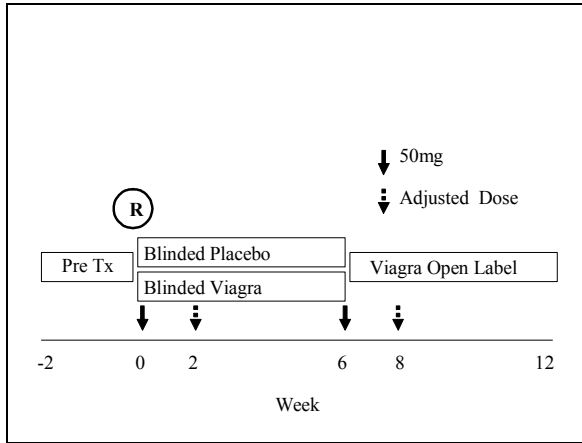 50mg
Adjusted Dose
R
Blinded Placebo
Pre Tx
Viagra Open Label
Blinded Viagra
-2 0 2 6 8 12
Week